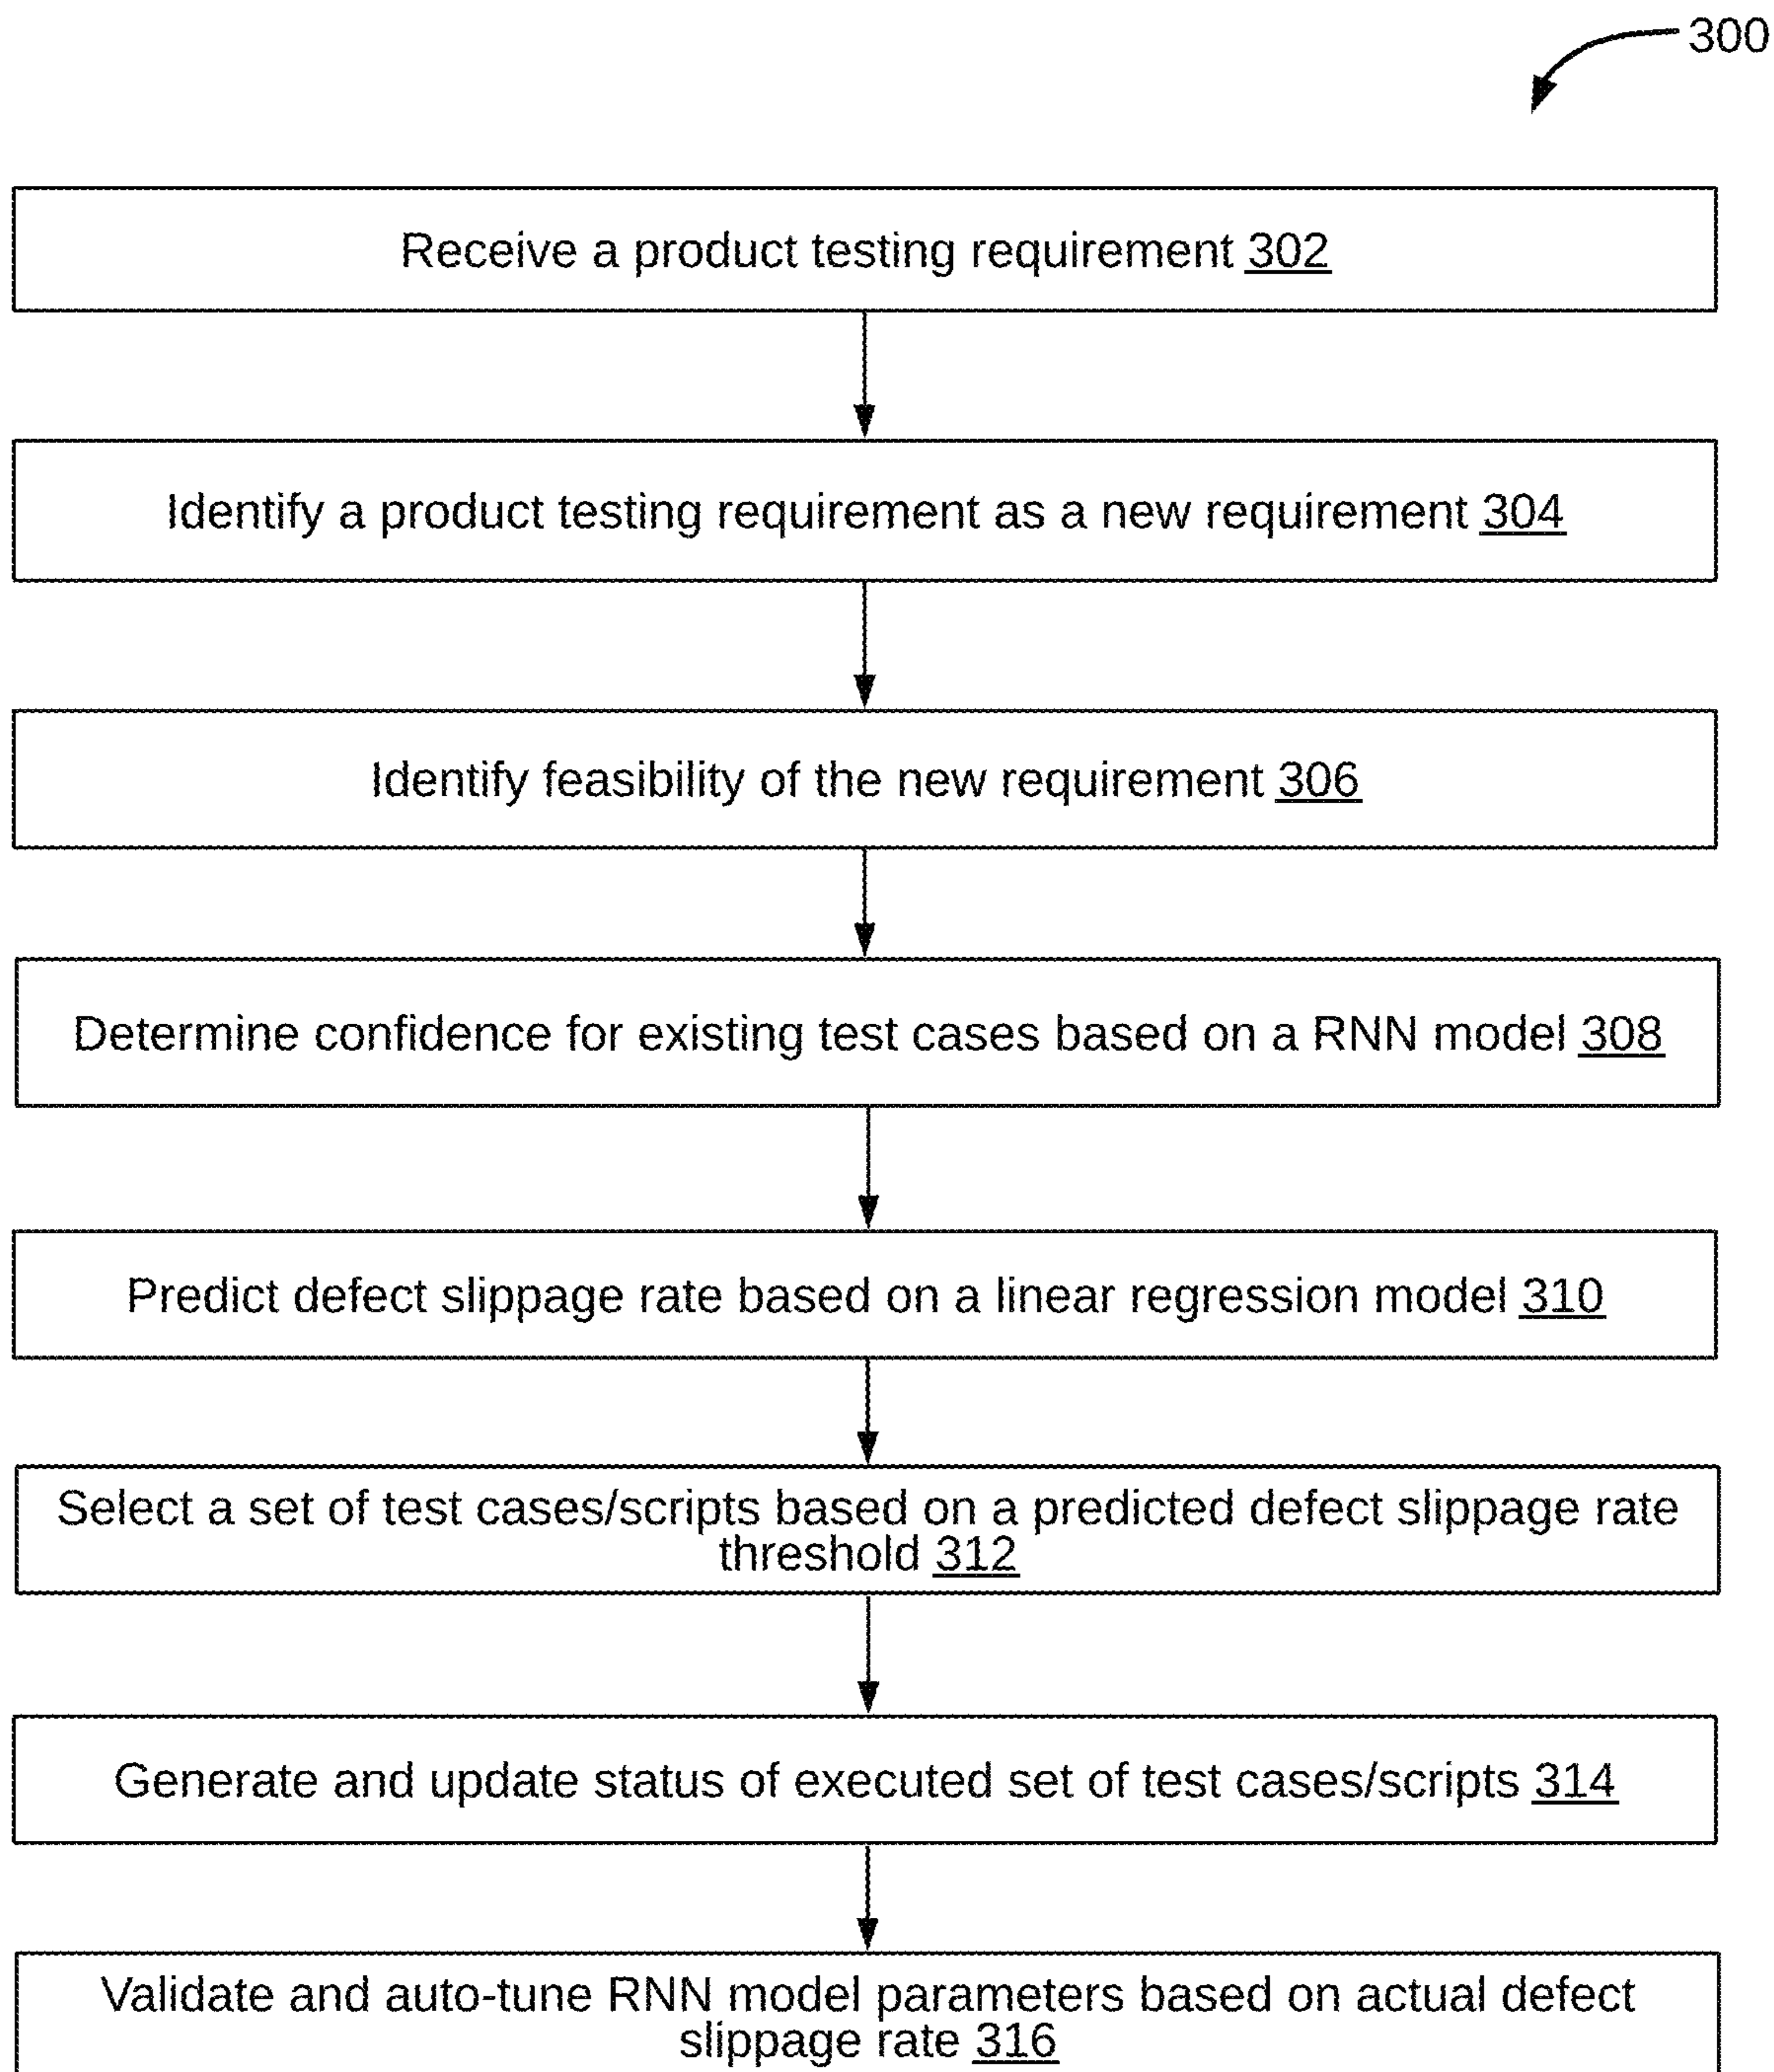 300
Receive a product testing requirement 302
Identify a product testing requirement as a new requirement 304
Identify feasibility of the new requirement 306
Determine confidence for existing test cases based on a RNN model 308
Predict defect slippage rate based on a linear regression model 310
Select a set of test cases/scripts based on a predicted defect slippage rate
threshold 312
Generate and update status of executed set of test cases/scripts 314
Validate and auto-tune RNN model parameters based on actual defect
slippage rate 316